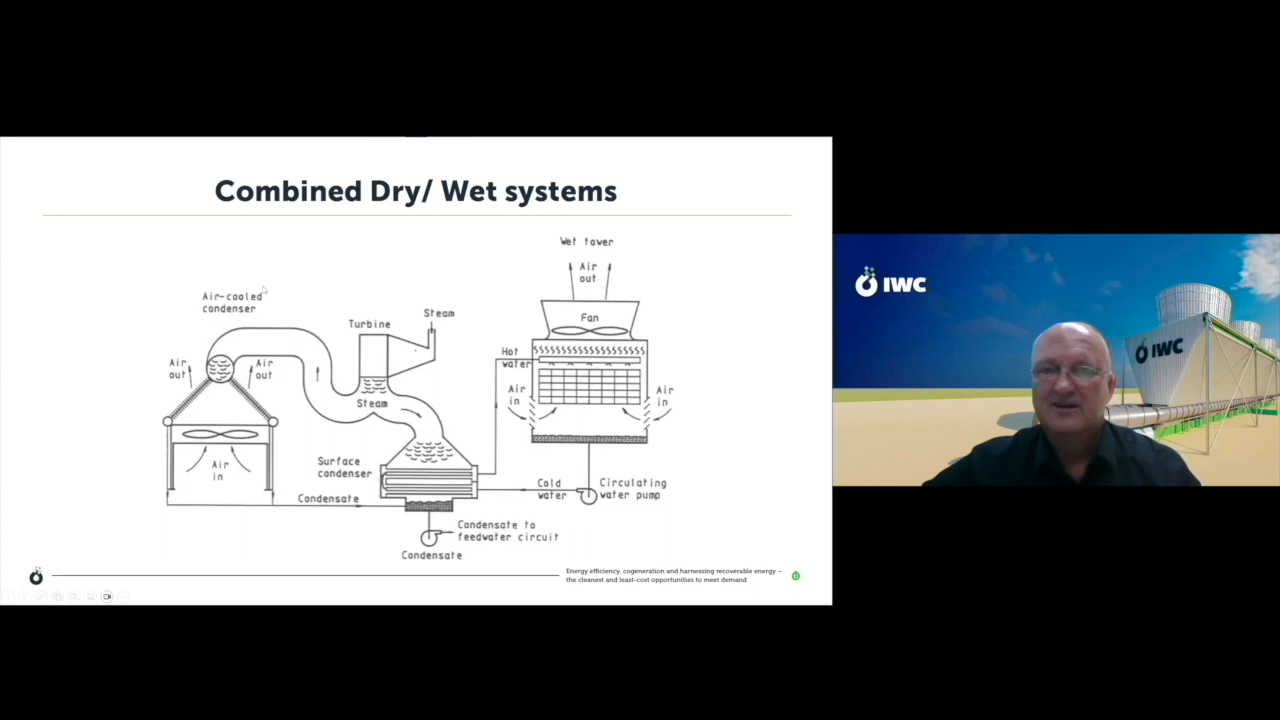 Combined Dry/ Wet systems
Wet tower
Air
out
Air-cooled
condenser
Steam
Turbine
Fan
Hot
water
Air
out
Air
out
Air
in
Air
in
Steam
Surface
condenser
Air
in
Condensate
Cold
water
Circulating
water pump
Condensate to
feedwater circuit
Condensate
Energy efficiency, cogeneration and harnessing recoverable energy –
the cleanest and least-cost opportunities to meet demand
IWC
IWC